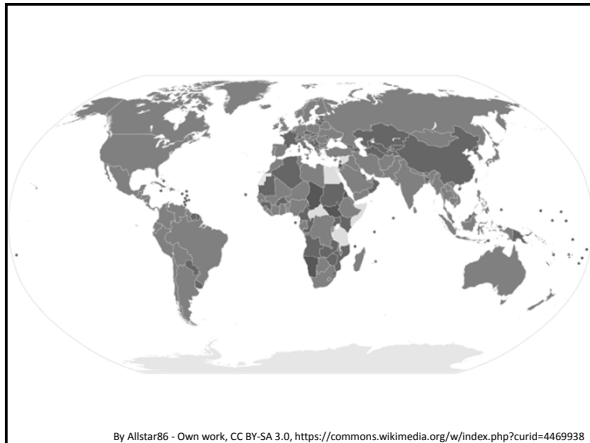 By Allstar86 - Own work, CC BY-SA 3.0, https://commons.wikimedia.org/w/index.php?curid=4469938